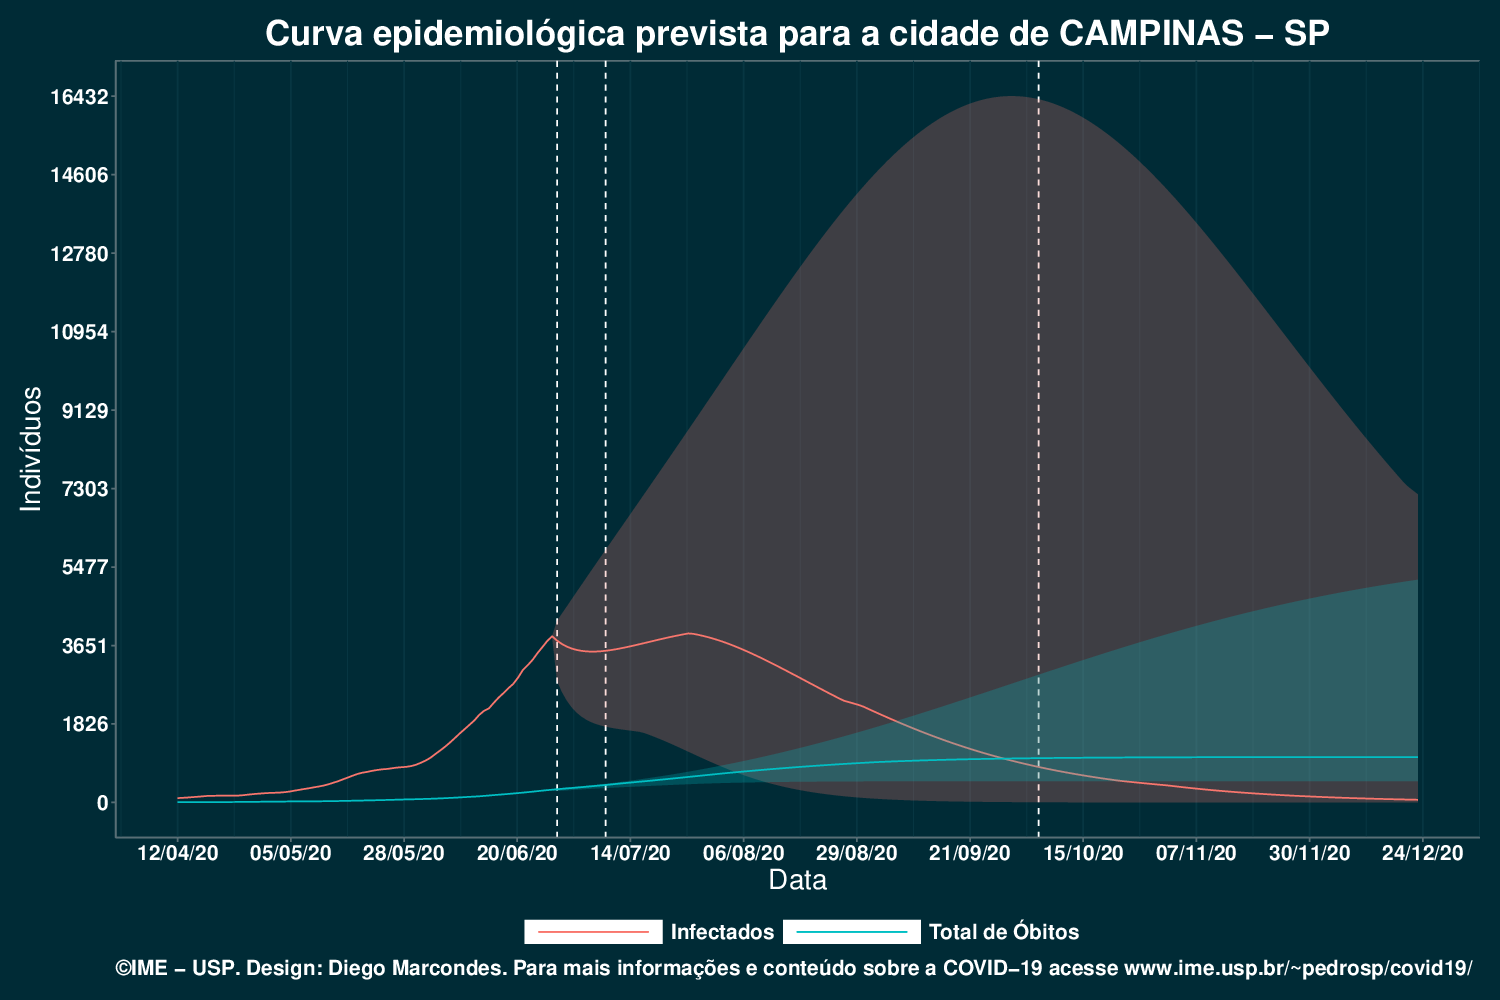 Curva epidemiológica prevista para a cidade de CAMPINAS – SP
Indivíduos
16432
14606
12780
10954
9129
7303
5477
3651
1826
0
12/04/20 05/05/20 28/05/20 20/06/20 14/07/20 06/08/20 29/08/20 21/09/20 15/10/20 07/11/20 30/11/20 24/12/20
Data
Infectados Total de Óbitos
©IME – USP. Design: Diego Marcondes. Para mais informações e conteúdo sobre a COVID–19 acesse www.ime.usp.br/~pedrosp/covid19/